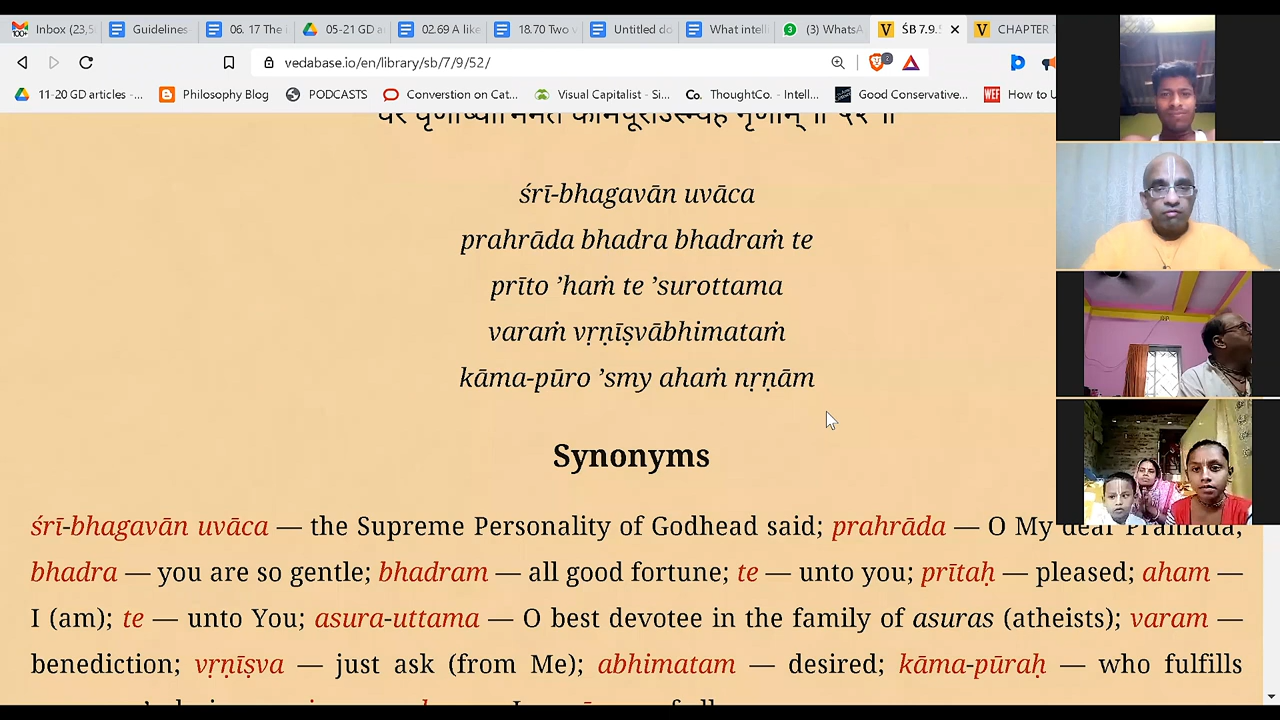 Inbox (23,5
Guidelines
06. 17 The i
05-21 GD a
02.69 A like
18.70 Two v
Untitled do
What intell
(3) WhatsA
ŚB 7.9.5
CHAPTER
vedabase.io/en/library/sb/7/9/52/
11-20 GD articles -...
Philosophy Blog
PODCASTS
Converstion on Cat...
Visual Capitalist - Si...
ThoughtCo. - Intell...
Good Conservative...
How to U
śrī-bhagavān uvāca
prahrāda bhadra bhadraṁ te
prīto ’haṁ te ’surottama
varaṁ vṛṇīṣvābhimataṁ
kāma-pūro ’smy ahaṁ nṛṇām
Synonyms
śrī-bhagavān uvāca — the Supreme Personality of Godhead said; prahrāda — O My dear Prahlāda;
bhadra — you are so gentle; bhadram — all good fortune; te — unto you; prītaḥ — pleased; aham —
I (am); te — unto You; asura-uttama — O best devotee in the family of asuras (atheists); varam —
benediction; vṛṇīṣva — just ask (from Me); abhimatam — desired; kāma-pūraḥ — who fulfills